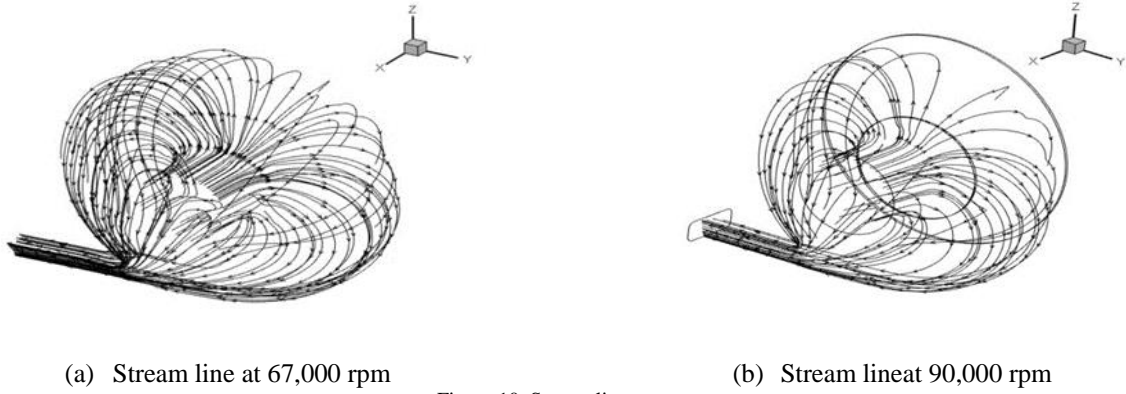 Z
X
Y
Z
X
Y
(a) Stream line at 67,000 rpm
(b) Stream lineat 90,000 rpm